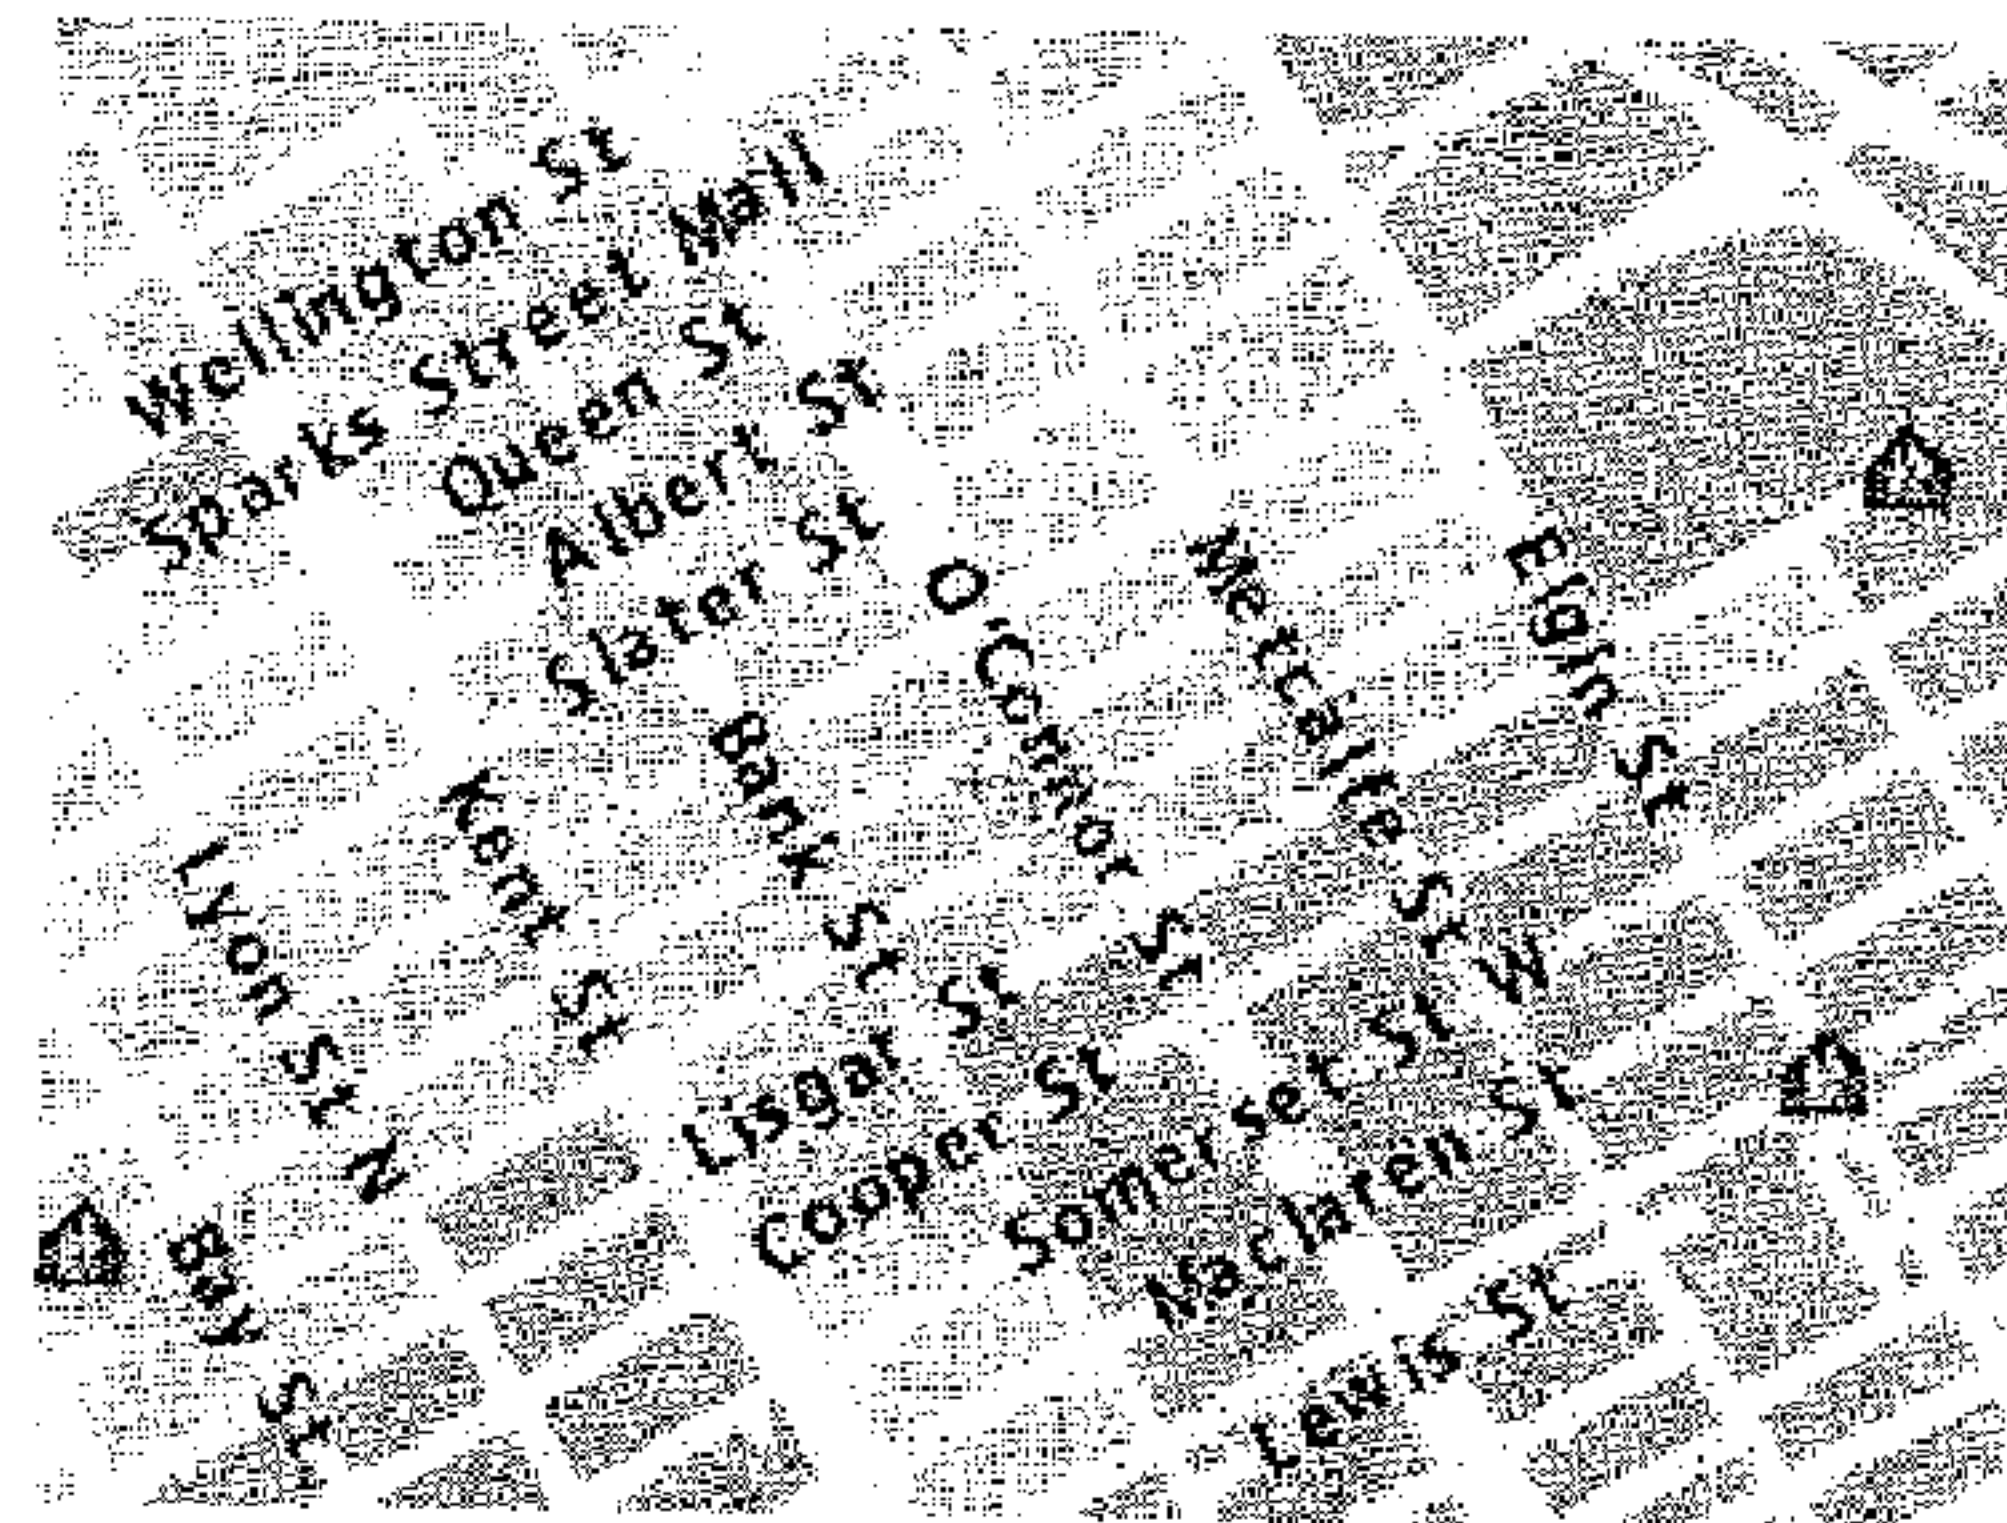 Wellington St
Sparks Street Mall
Queen St
Albert St
Slater St
O'Connor St
Metcalfe St
Elgin St
Bank St
Kent St
Lyon St N
Bay St
Lisgar St
Cooper St
Somerset St W
Maclaren St
Lewis St